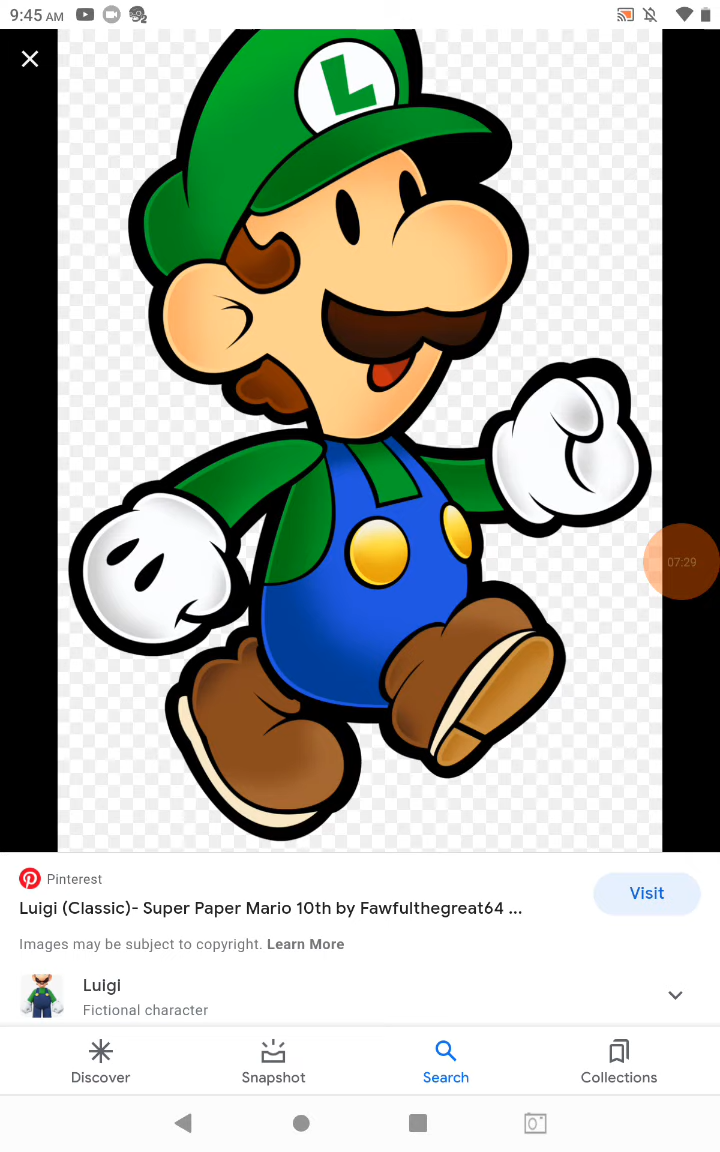 9:45 AM
L
07:29
Pinterest
Visit
Luigi (Classic)- Super Paper Mario 10th by Fawfulthegreat64 ...
Images may be subject to copyright. Learn More
Luigi
Fictional character
Discover
Snapshot
Search
Collections